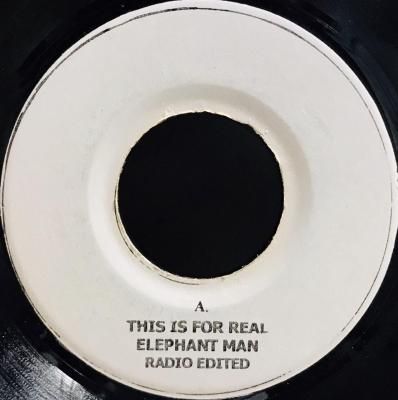 A.
THIS IS FOR REAL
ELEPHANT MAN
RADIO EDITED